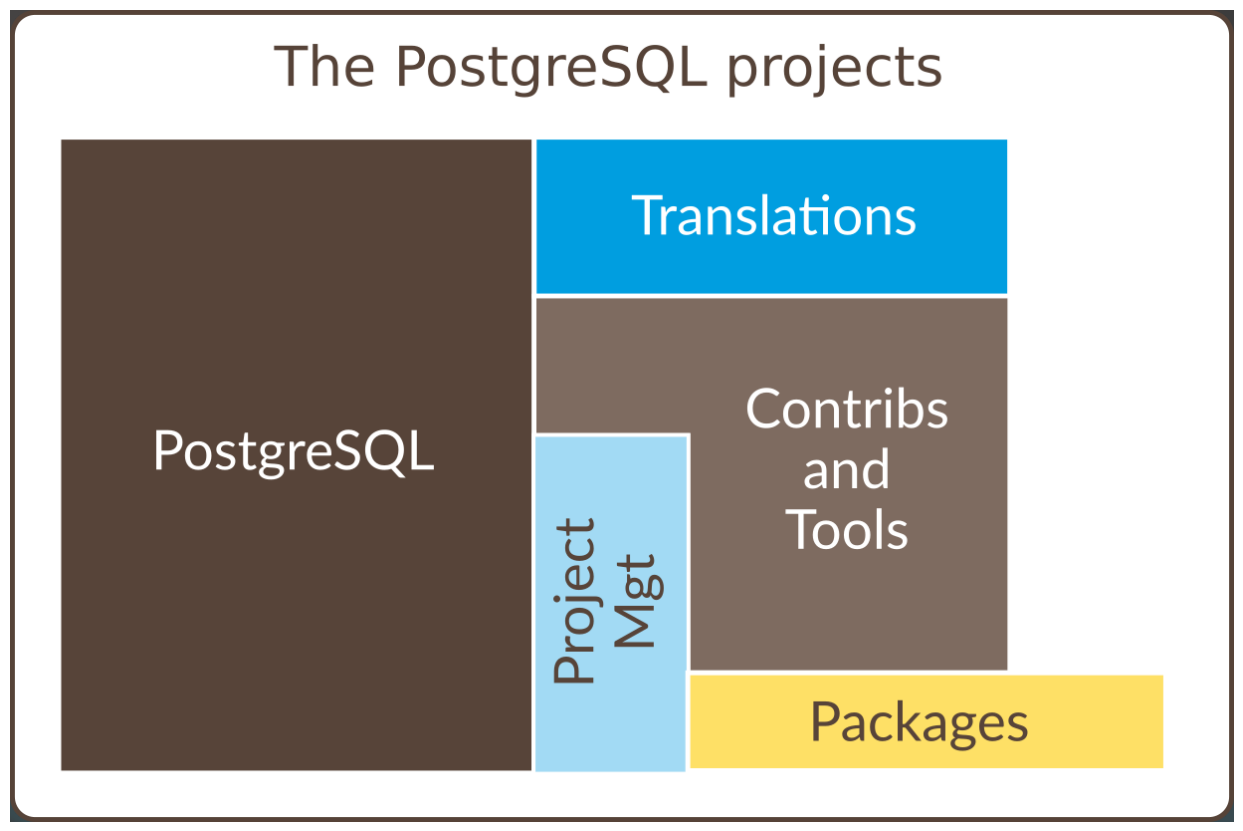 The PostgreSQL projects
Translations
PostgreSQL
Contribs
and
Tools
Project
Mgt
Packages